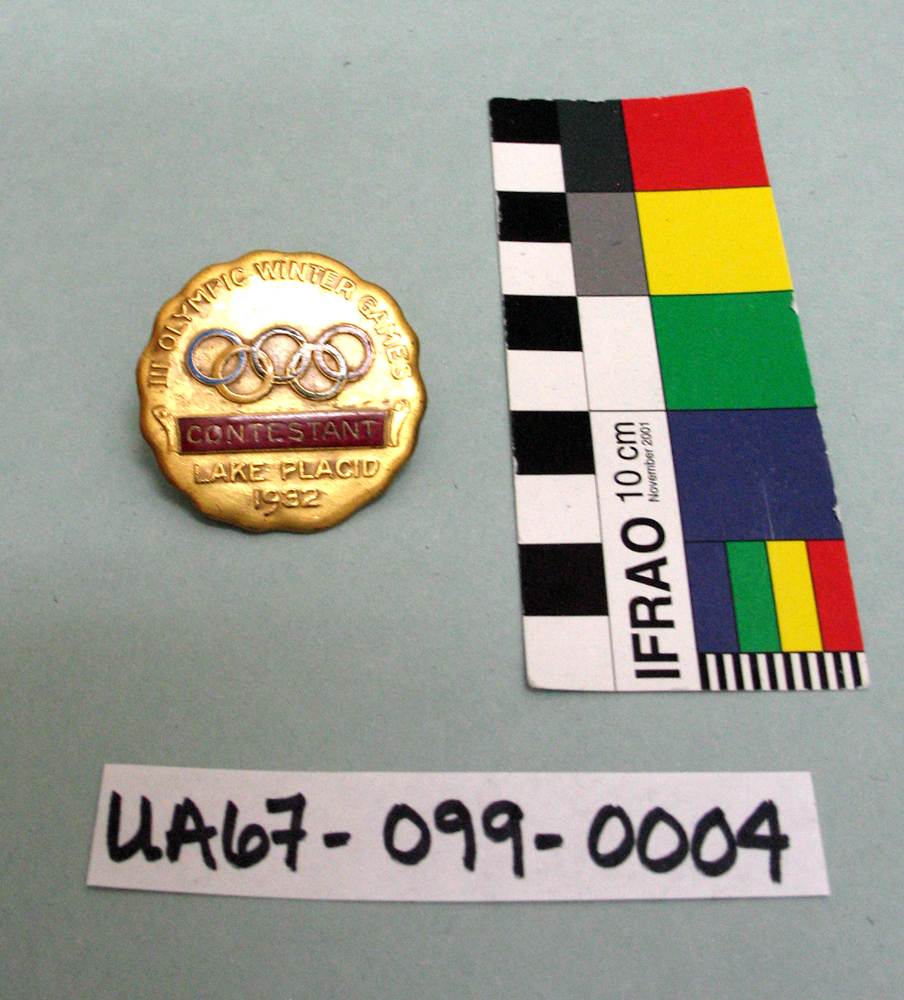 III OLYMPIC WINTER GAMES
CONTESTANT
LAKE PLACID
1932
IFRAO 10 cm
November 2001
UA67-099-0004